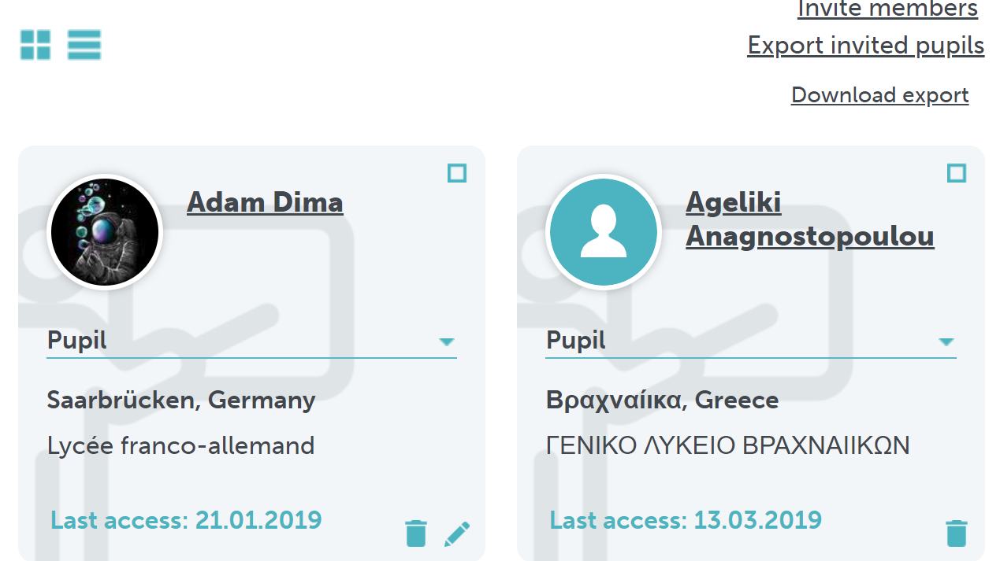 Invite members
Export invited pupils
Download export
Adam Dima
Pupil
Saarbrücken, Germany
Lycée franco-allemand
Last access: 21.01.2019
Ageliki
Anagnostopoulou
Pupil
Βραχναίικα, Greece
ΓΕΝΙΚΟ ΛΥΚΕΙΟ ΒΡΑΧΝΑΙΙΚΩΝ
Last access: 13.03.2019